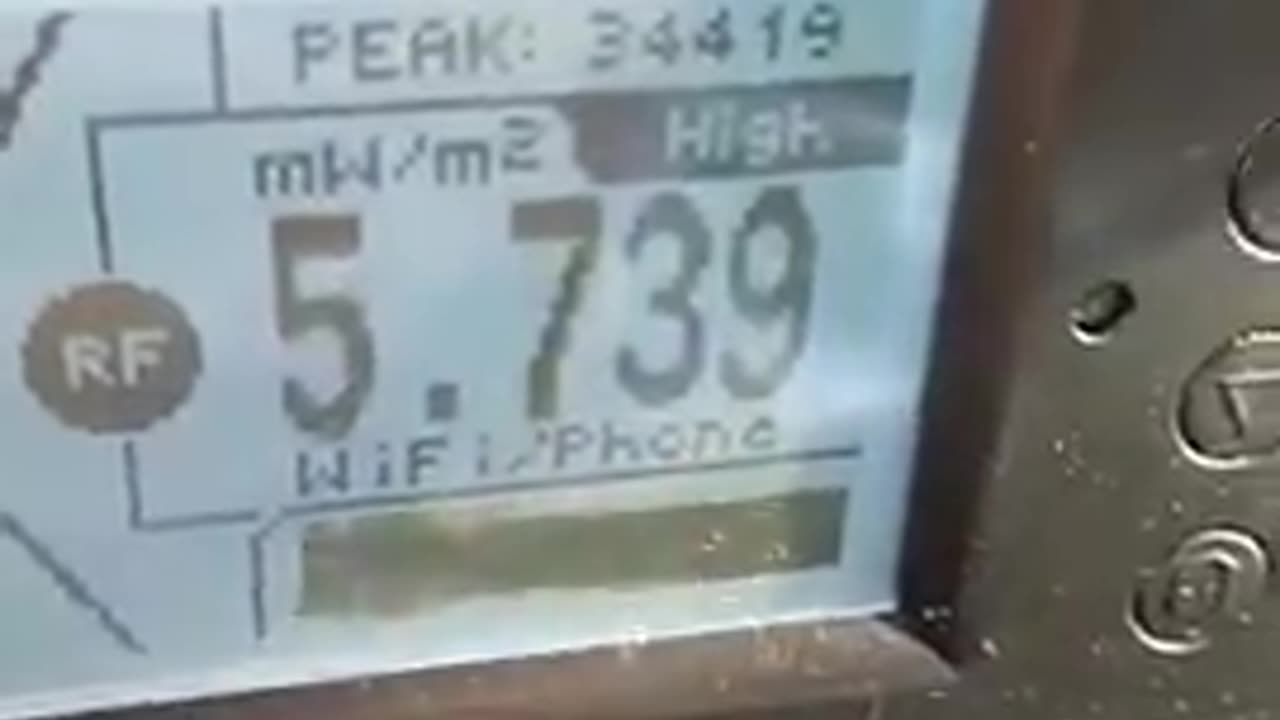 PEAK: 34419
mW/m2 High
5.739
RF
WiFi/Phone